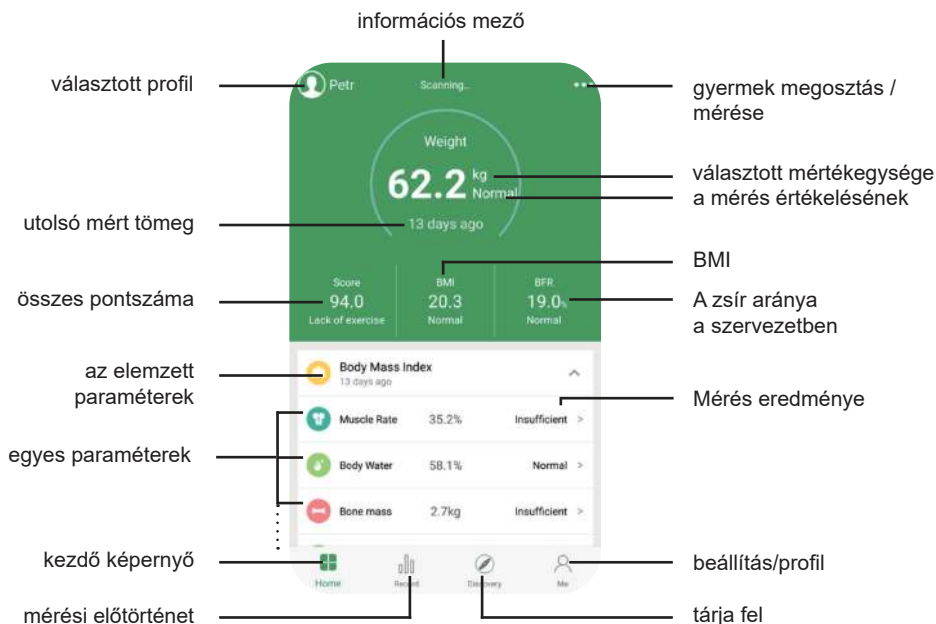 információs mező
választott profil
Petr
Scanning...
gyermek megosztás /
mérése
Weight
62.2 kg
Normal
választott mértékegysége
a mérés értékelésének
utolsó mért tömeg
13 days ago
BMI
összes pontszáma
Score
94.0
Lack of exercise
BMI
20.3
Normal
BFR
19.0%
Normal
A zsír aránya
a szervezetben
az elemzett
paraméterek
Body Mass Index
13 days ago
Mérés eredménye
egyes paraméterek
Muscle Rate 35.2% Insufficient >
Body Water 58.1% Normal >
Bone mass 2.7kg Insufficient >
kezdő képernyő
Home
Record
Discovery
Me
beállítás/profil
mérési előtörténet
tárja fel